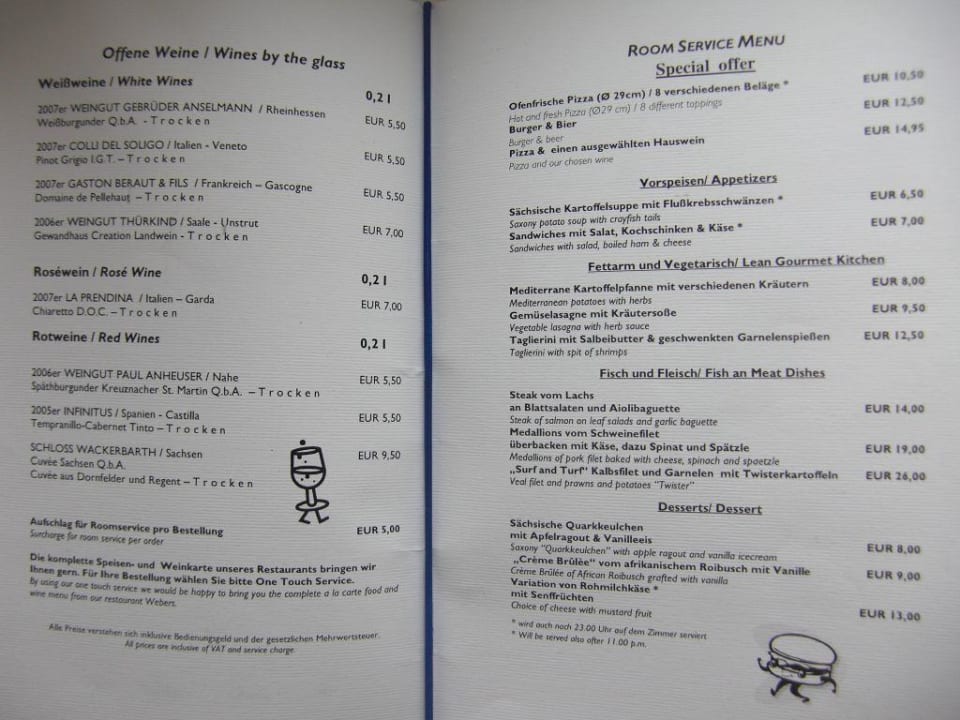 Offene Weine / Wines by the glass
Weißweine / White Wines
0,2 l
2007er WEINGUT GEBRÜDER ANSELMANN / Rheinhessen
Weißburgunder Q.b.A. - T r o c k e n
EUR 5,50
2007er COLLI DEL SOLIGO / Italien - Veneto
Pinot Grigio I.G.T. – T r o c k e n
EUR 5,50
2007er GASTON BERAUT & FILS / Frankreich – Gascogne
Domaine de Pellehaut – T r o c k e n
EUR 5,50
2006er WEINGUT THÜRKIND / Saale - Unstrut
Gewandhaus Creation Landwein - T r o c k e n
EUR 7,00
Roséwein / Rosé Wine
0,2 l
2007er LA PRENDINA / Italien – Garda
Chiaretto D.O.C. – T r o c k e n
EUR 7,00
Rotweine / Red Wines
0,2 l
2006er WEINGUT PAUL ANHEUSER / Nahe
Spätburgunder Kreuznacher St. Martin Q.b.A. – T r o c k e n
EUR 5,50
2005er INFINITUS / Spanien - Castilla
Tempranillo-Cabernet Tinto – T r o c k e n
EUR 5,50
SCHLOSS WACKERBARTH / Sachsen
Cuvée Sachsen Q.b.A.
Cuvée aus Dornfelder und Regent – T r o c k e n
EUR 9,50
Aufschlag für Roomservice pro Bestellung
Surcharge for room service per order
EUR 5,00
Die komplette Speisen- und Weinkarte unseres Restaurants bringen wir
Ihnen gern. Für Ihre Bestellung wählen Sie bitte One Touch Service.
By using our one touch service we would be happy to bring you the complete a la carte food and
wine menu from our restaurant Webers.
Alle Preise verstehen sich inklusive Bedienungsgeld und der gesetzlichen Mehrwertsteuer.
All prices are inclusive of VAT and service charge.
ROOM SERVICE MENU
Special offer
Ofenfrische Pizza (Ø 29cm) / 8 verschiedenen Beläge *
EUR 10,50
Hot and fresh Pizza (Ø29 cm) / 8 different toppings
Burger & Bier
EUR 12,50
Burger & beer
Pizza & einen ausgewählten Hauswein
EUR 14,95
Pizza and our chosen wine
Vorspeisen/ Appetizers
Sächsische Kartoffelsuppe mit Flußkrebsschwänzen *
EUR 6,50
Saxony potato soup with crayfish tails
Sandwiches mit Salat, Kochschinken & Käse *
EUR 7,00
Sandwiches with salad, boiled ham & cheese
Fettarm und Vegetarisch/ Lean Gourmet Kitchen
Mediterrane Kartoffelpfanne mit verschiedenen Kräutern
EUR 8,00
Mediterranean potatoes with herbs
Gemüselasagne mit Kräutersoße
EUR 9,50
Vegetable lasagna with herb sauce
Taglierini mit Salbeibutter & geschwenkten Garnelenspießen
EUR 12,50
Taglierini with spit of shrimps
Fisch und Fleisch/ Fish an Meat Dishes
Steak vom Lachs
an Blattsalaten und Aiolibaguette
EUR 14,00
Steak of salmon on leaf salads and garlic baguette
Medallions vom Schweinefilet
überbacken mit Käse, dazu Spinat und Spätzle
EUR 19,00
Medallions of pork filet baked with cheese, spinach and spaetzle
„Surf and Turf“ Kalbsfilet und Garnelen mit Twisterkartoffeln
EUR 26,00
Veal filet and prawns and potatoes "Twister"
Desserts/ Dessert
Sächsische Quarkkeulchen
mit Apfelragout & Vanilleeis
EUR 8,00
Saxony "Quarkkeulchen" with apple ragout and vanilla icecream
„Crème Brûlée“ vom afrikanischem Roibusch mit Vanille
EUR 9,00
Crème Brûlée of African Roibusch grafted with vanilla
Variation von Rohmilchkäse *
mit Senffrüchten
EUR 13,00
Choice of cheese with mustard fruit
* wird auch nach 23.00 Uhr auf dem Zimmer serviert
* Will be served also after 11.00 p.m.